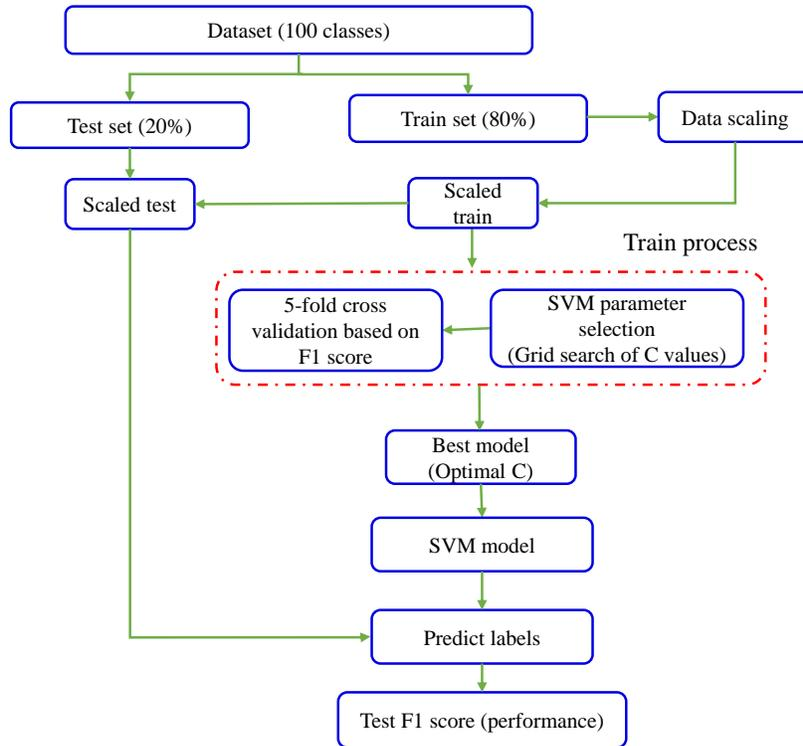 Dataset (100 classes)
Test set (20%)
Train set (80%)
Data scaling
Scaled test
Scaled
train
Train process
5-fold cross
validation based on
F1 score
SVM parameter
selection
(Grid search of C values)
Best model
(Optimal C)
SVM model
Predict labels
Test F1 score (performance)